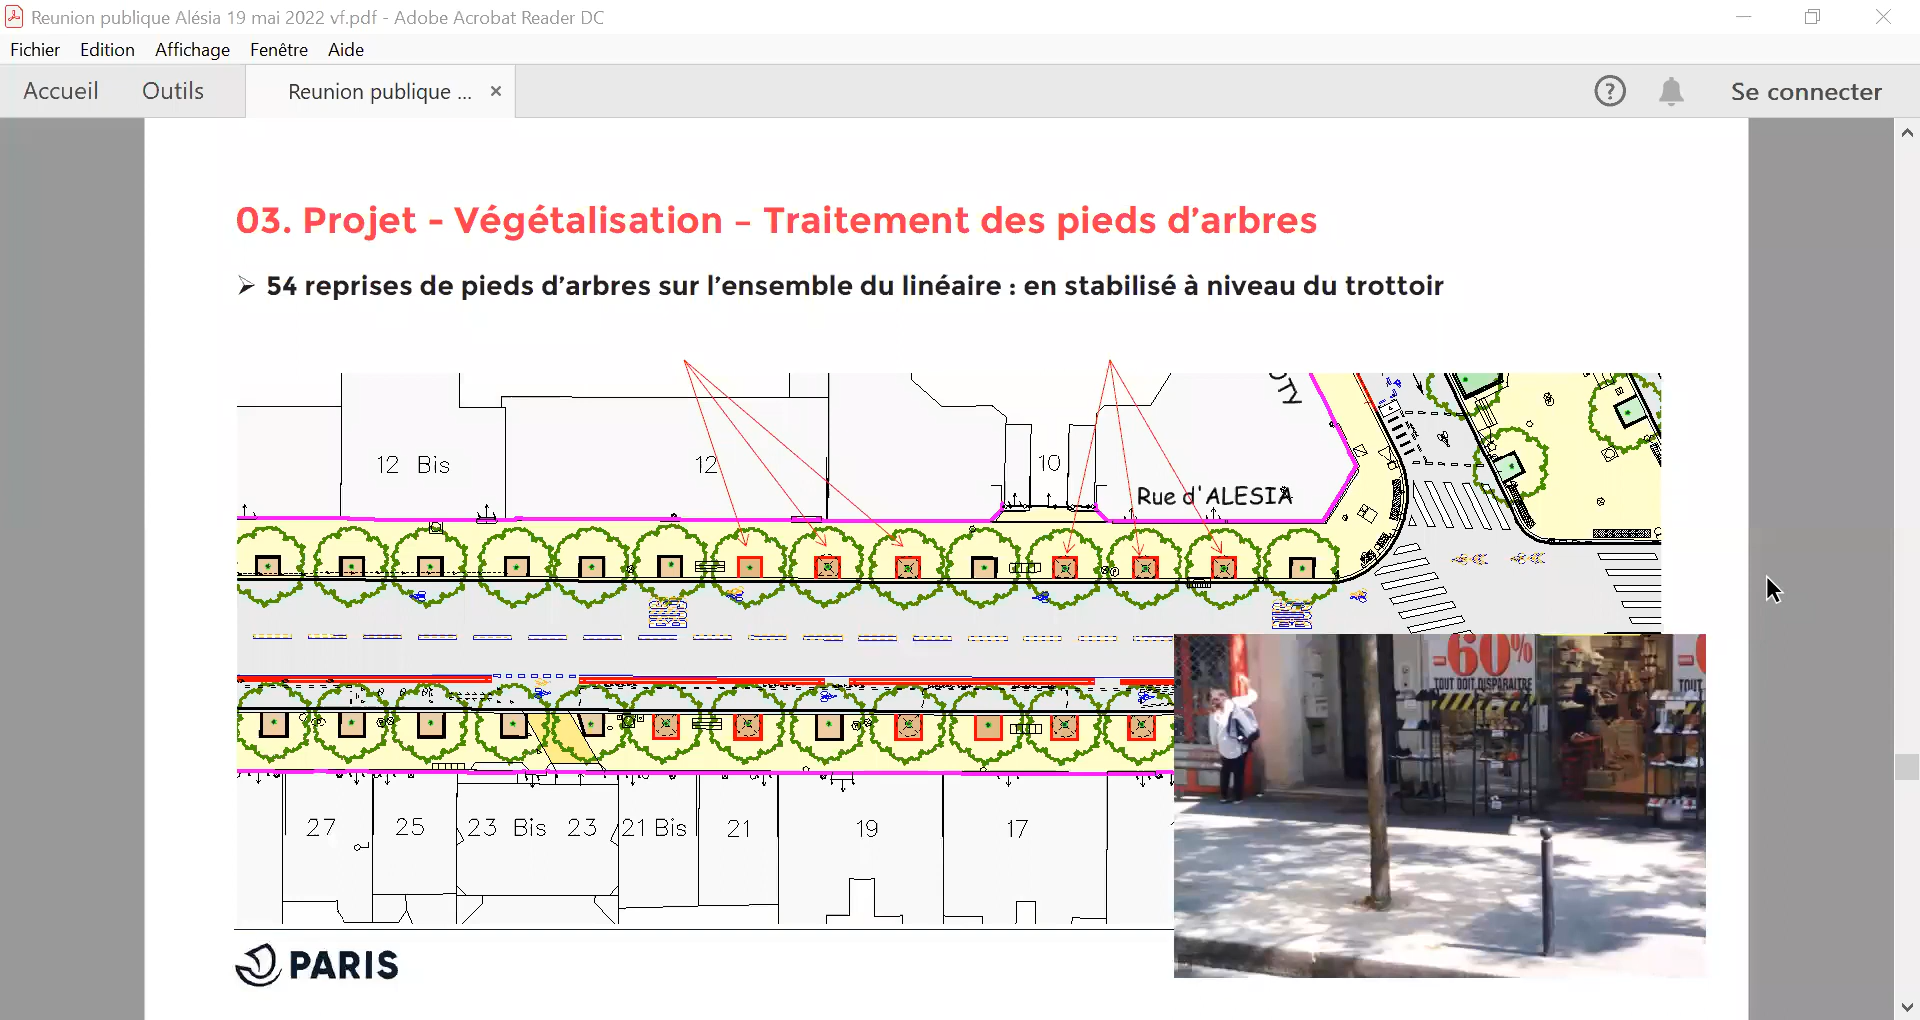 Reunion publique Alésia 19 mai 2022 vf.pdf - Adobe Acrobat Reader DC
Fichier Edition Affichage Fenêtre Aide
Accueil Outils Reunion publique ... × ? Se connecter
03. Projet - Végétalisation – Traitement des pieds d'arbres
➢ 54 reprises de pieds d'arbres sur l'ensemble du linéaire : en stabilisé à niveau du trottoir
12 Bis
12
10
Rue d'ALESIA
BUS
BUS
-60%
TOUT DOIT DISPARAITRE
TOUT
27
25
23 Bis
23
21 Bis
21
19
17
PARIS